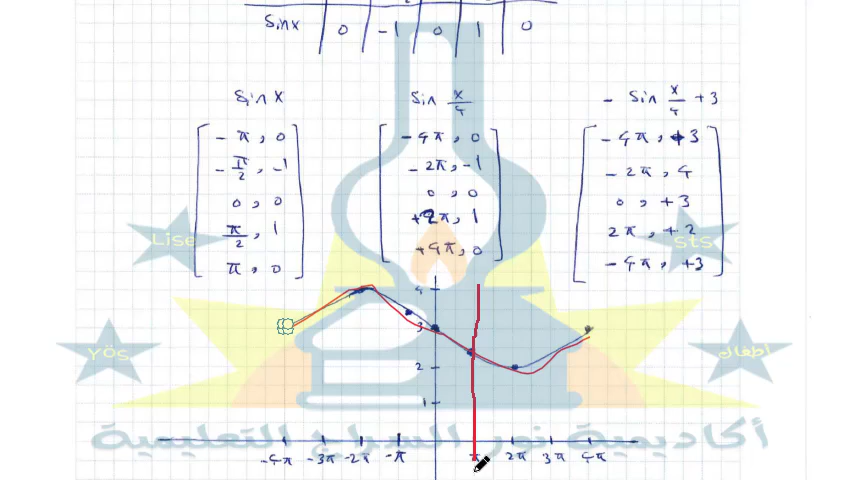 Sinx 0 -1 0 1 0
Sin x
Sin x/4
- Sin x/4 +3
-π , 0
-4π , 0
-4π , +3
-π/2 , -1
-2π , -1
-2π , 4
0 , 0
0 , 0
0 , +3
π/2 , 1
+2π , 1
2π , +2
π , 0
+4π , 0
-4π , +3
Lise
sts
4
3
Yös
أطفال
2
1
أكاديمية نور السراج التعليمية
-4π -3π -2π -π π 2π 3π 4π